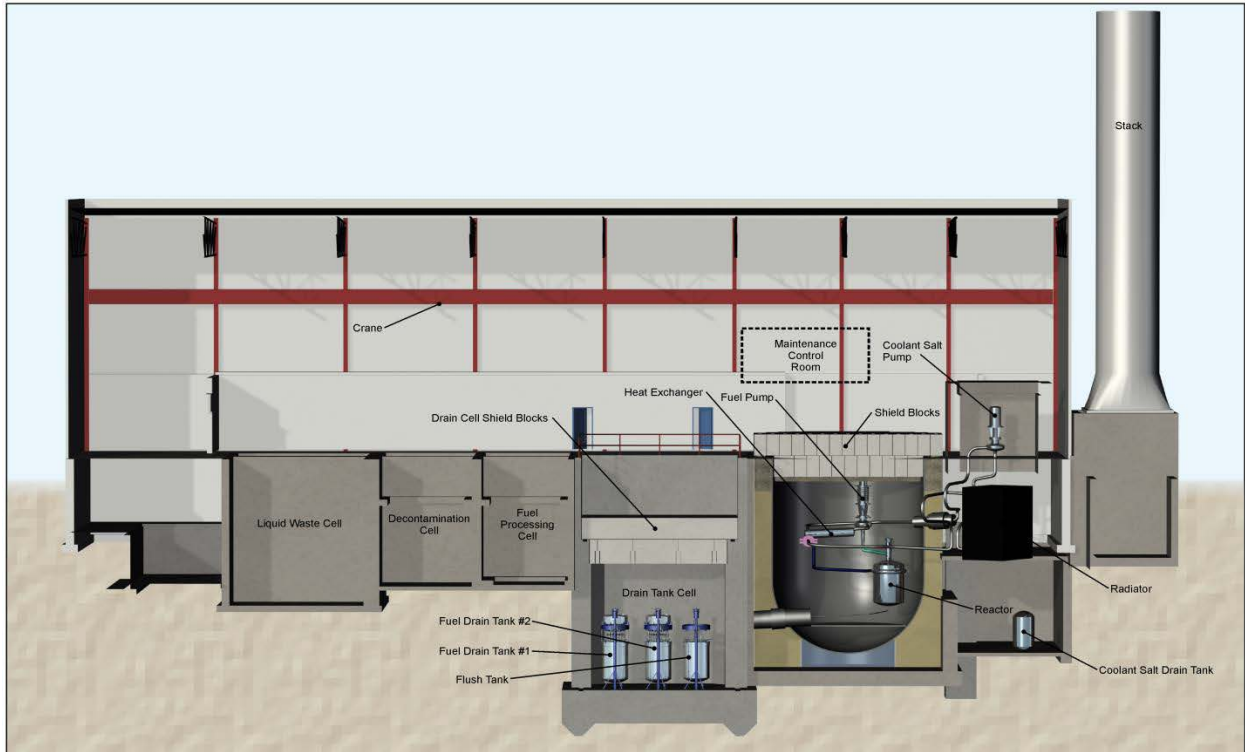 Stack
Crane
Maintenance
Control
Room
Coolant Salt
Pump
Heat Exchanger
Fuel Pump
Shield Blocks
Drain Cell Shield Blocks
Liquid Waste Cell
Decontamination
Cell
Fuel
Processing
Cell
Drain Tank Cell
Radiator
Reactor
Fuel Drain Tank #2
Fuel Drain Tank #1
Flush Tank
Coolant Salt Drain Tank